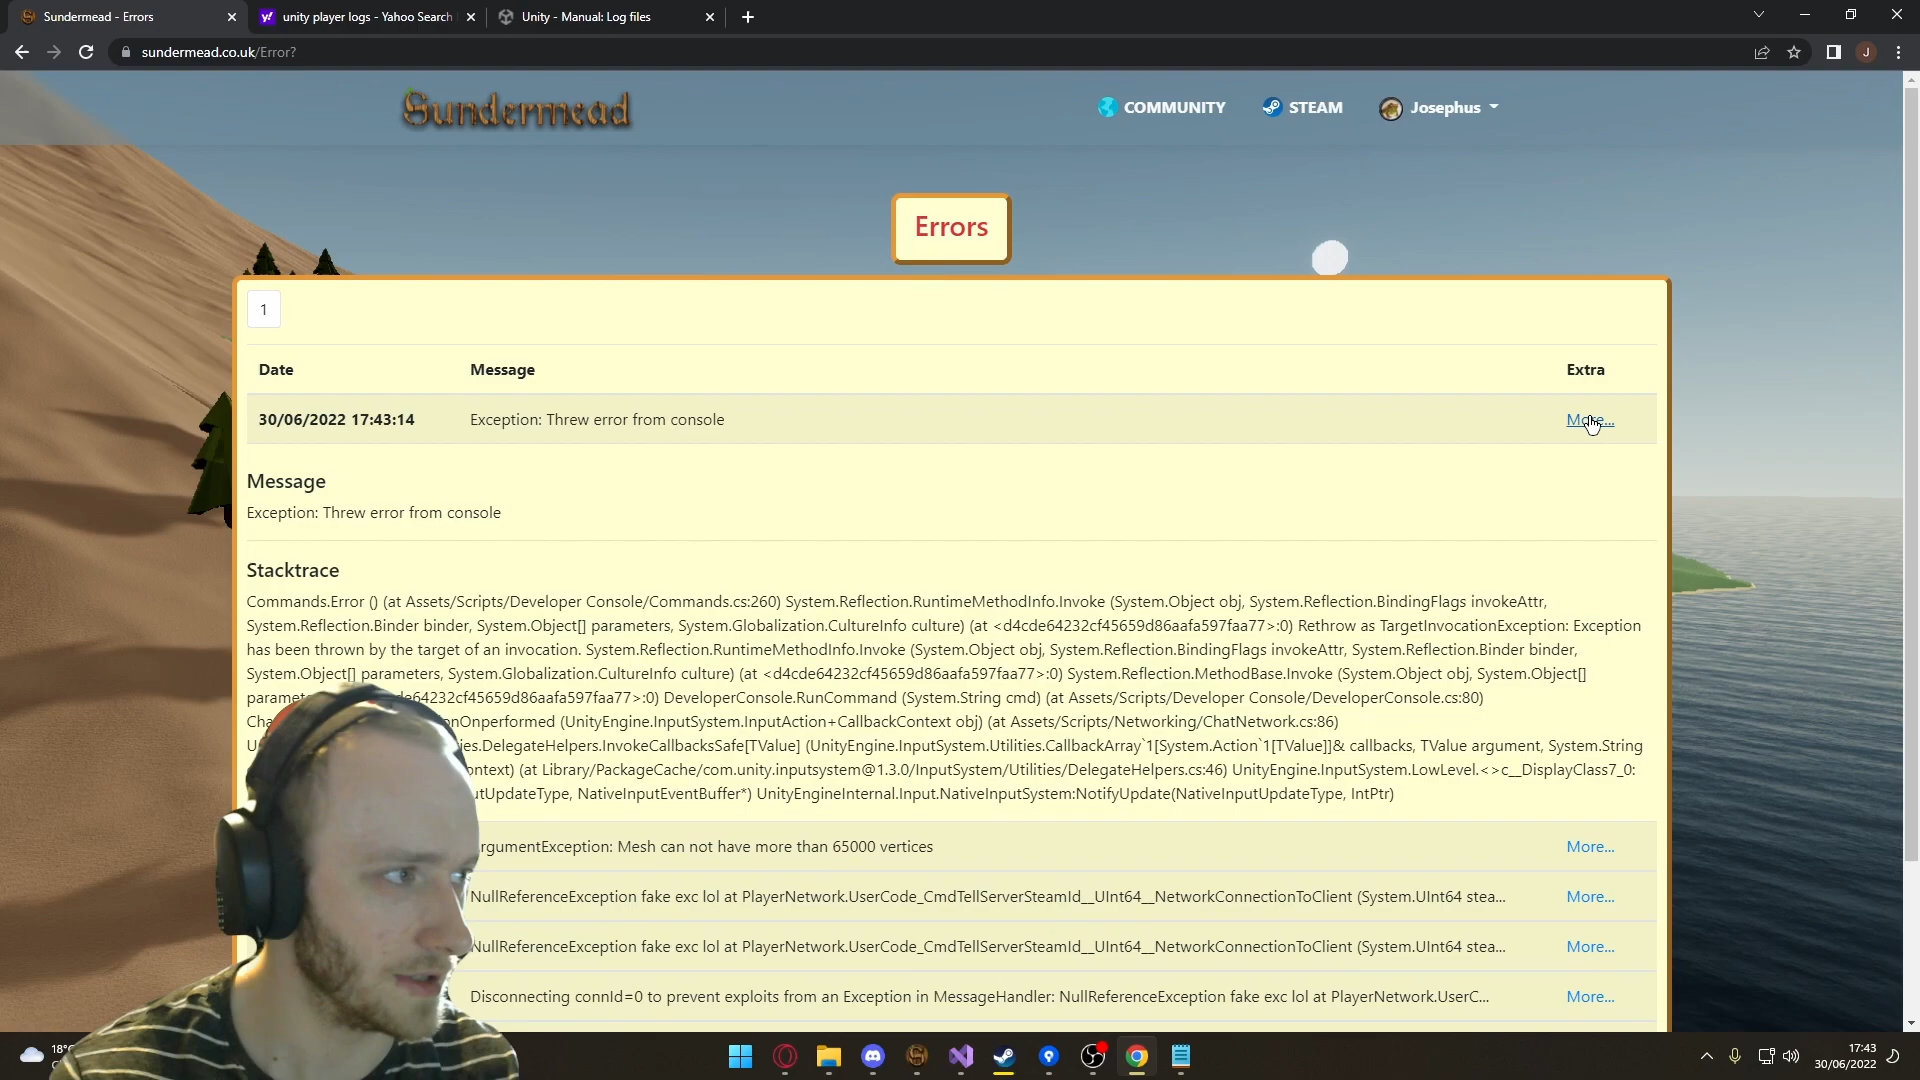 Sundermead - Errors
unity player logs - Yahoo Search
Unity - Manual: Log files
sundermead.co.uk/Error?
J
Sundermead
COMMUNITY
STEAM
Josephus
Errors
1
Date Message Extra
30/06/2022 17:43:14 Exception: Threw error from console More...
Message
Exception: Threw error from console
Stacktrace
Commands.Error () (at Assets/Scripts/Developer Console/Commands.cs:260) System.Reflection.RuntimeMethodInfo.Invoke (System.Object obj, System.Reflection.BindingFlags invokeAttr,
System.Reflection.Binder binder, System.Object[] parameters, System.Globalization.CultureInfo culture) (at <d4cde64232cf45659d86aafa597faa77>:0) Rethrow as TargetInvocationException: Exception
has been thrown by the target of an invocation. System.Reflection.RuntimeMethodInfo.Invoke (System.Object obj, System.Reflection.BindingFlags invokeAttr, System.Reflection.Binder binder,
System.Object[] parameters, System.Globalization.CultureInfo culture) (at <d4cde64232cf45659d86aafa597faa77>:0) System.Reflection.MethodBase.Invoke (System.Object obj, System.Object[]
de64232cf45659d86aafa597faa77>:0) DeveloperConsole.RunCommand (System.String cmd) (at Assets/Scripts/Developer Console/DeveloperConsole.cs:80)
onOnperformed (UnityEngine.InputSystem.InputAction+CallbackContext obj) (at Assets/Scripts/Networking/ChatNetwork.cs:86)
ies.DelegateHelpers.InvokeCallbacksSafe[TValue] (UnityEngine.InputSystem.Utilities.CallbackArray`1[System.Action`1[TValue]]& callbacks, TValue argument, System.String
ontext) (at Library/PackageCache/com.unity.inputsystem@1.3.0/InputSystem/Utilities/DelegateHelpers.cs:46) UnityEngine.InputSystem.LowLevel.<>c__DisplayClass7_0:
utUpdateType, NativeInputEventBuffer*) UnityEngineInternal.Input.NativeInputSystem:NotifyUpdate(NativeInputUpdateType, IntPtr)
rgumentException: Mesh can not have more than 65000 vertices More...
NullReferenceException fake exc lol at PlayerNetwork.UserCode_CmdTellServerSteamId__UInt64__NetworkConnectionToClient (System.UInt64 stea... More...
NullReferenceException fake exc lol at PlayerNetwork.UserCode_CmdTellServerSteamId__UInt64__NetworkConnectionToClient (System.UInt64 stea... More...
Disconnecting connId=0 to prevent exploits from an Exception in MessageHandler: NullReferenceException fake exc lol at PlayerNetwork.UserC... More...
18°C
17:43
30/06/2022